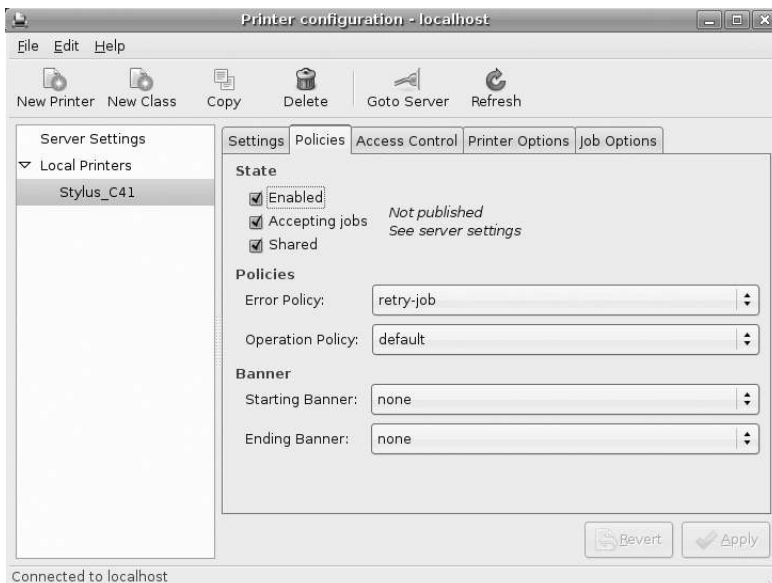 Printer configuration - localhost
File Edit Help
New Printer New Class Copy Delete Goto Server Refresh
Server Settings
Local Printers
Stylus_C41
Settings Policies Access Control Printer Options Job Options
State
Enabled
Accepting jobs
Shared
Not published
See server settings
Policies
Error Policy: retry-job
Operation Policy: default
Banner
Starting Banner: none
Ending Banner: none
Revert Apply
Connected to localhost